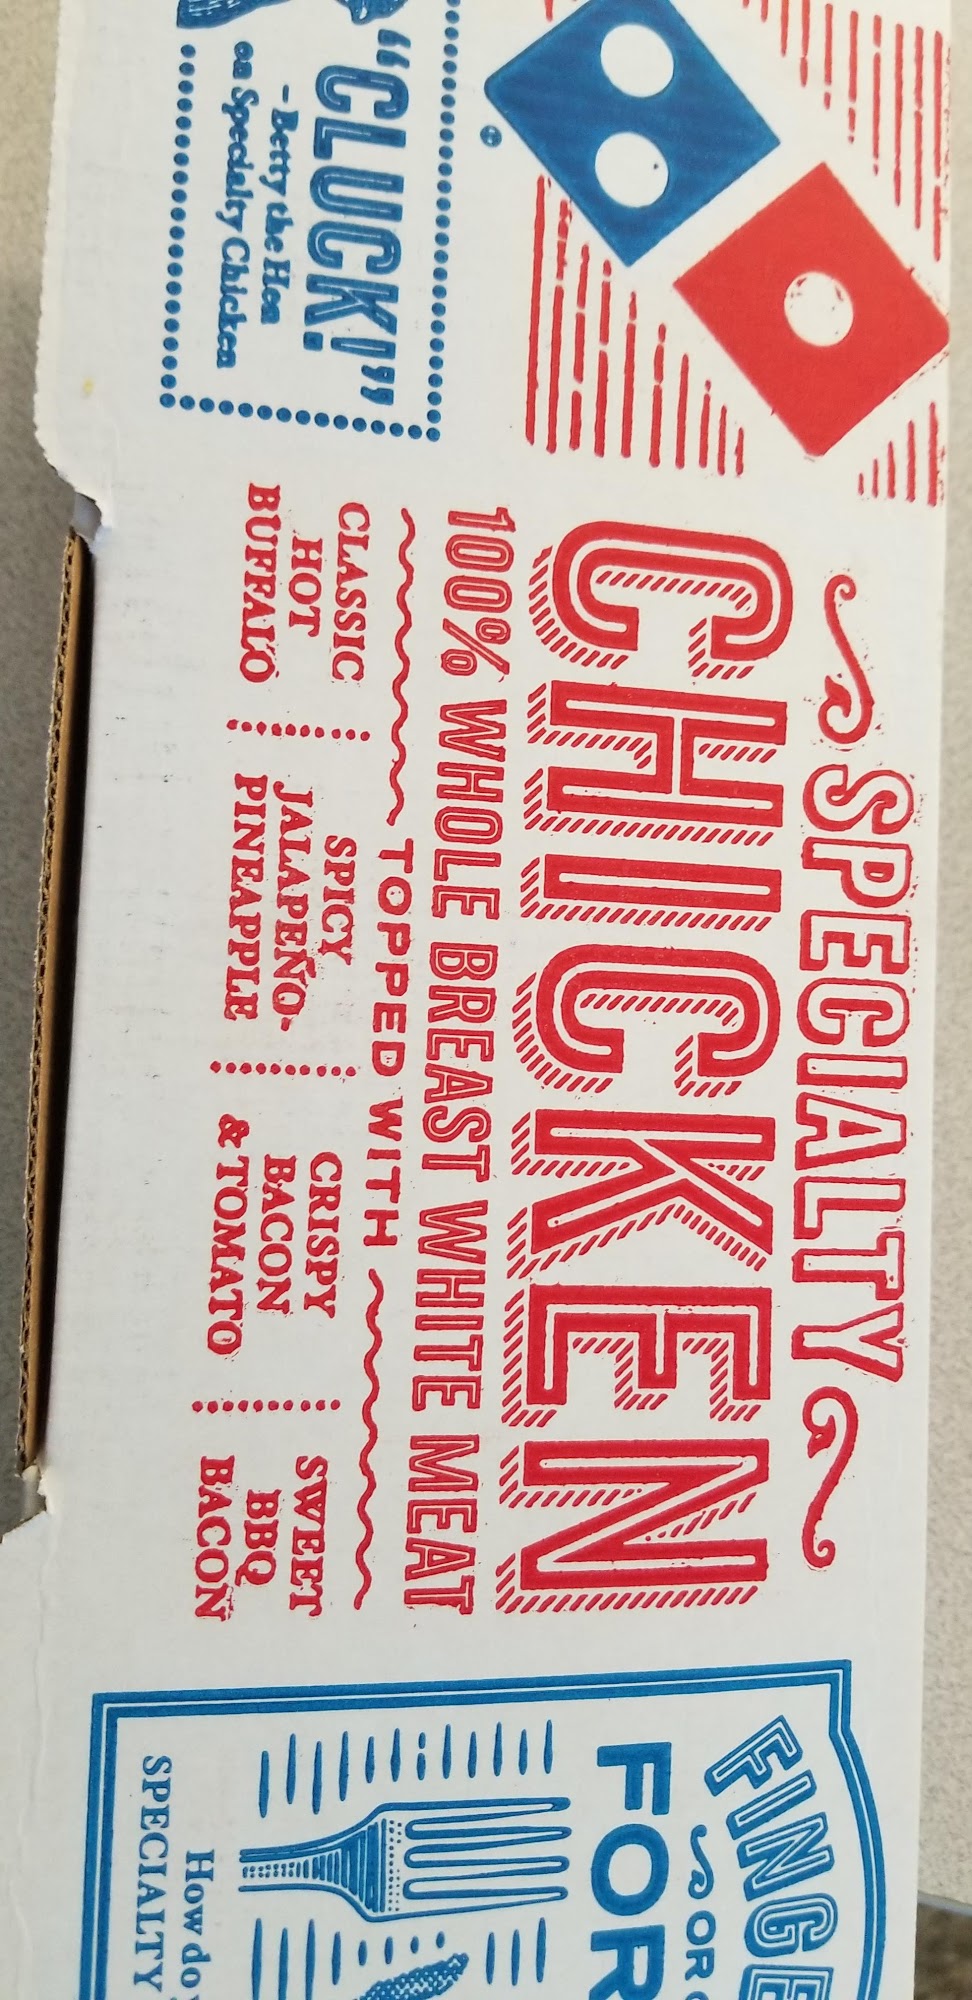 "CLUCK!"
-Betty the Hen
on Specialty Chicken
SPECIALTY
CHICKEN
100% WHOLE BREAST WHITE MEAT
TOPPED WITH
CLASSIC
HOT
BUFFALO
SPICY
JALAPEÑO-
PINEAPPLE
CRISPY
BACON
& TOMATO
SWEET
BBQ
BACON
FINGE
OR
FOR
How do
SPECIALTY